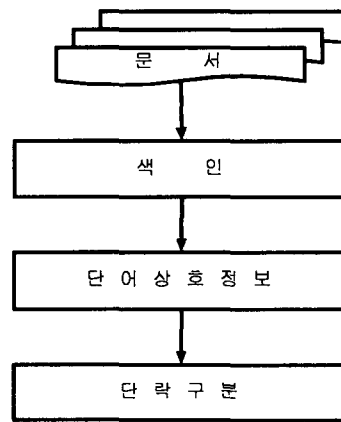 문 서
색 인
단 어 상 호 정 보
단 락 구 분